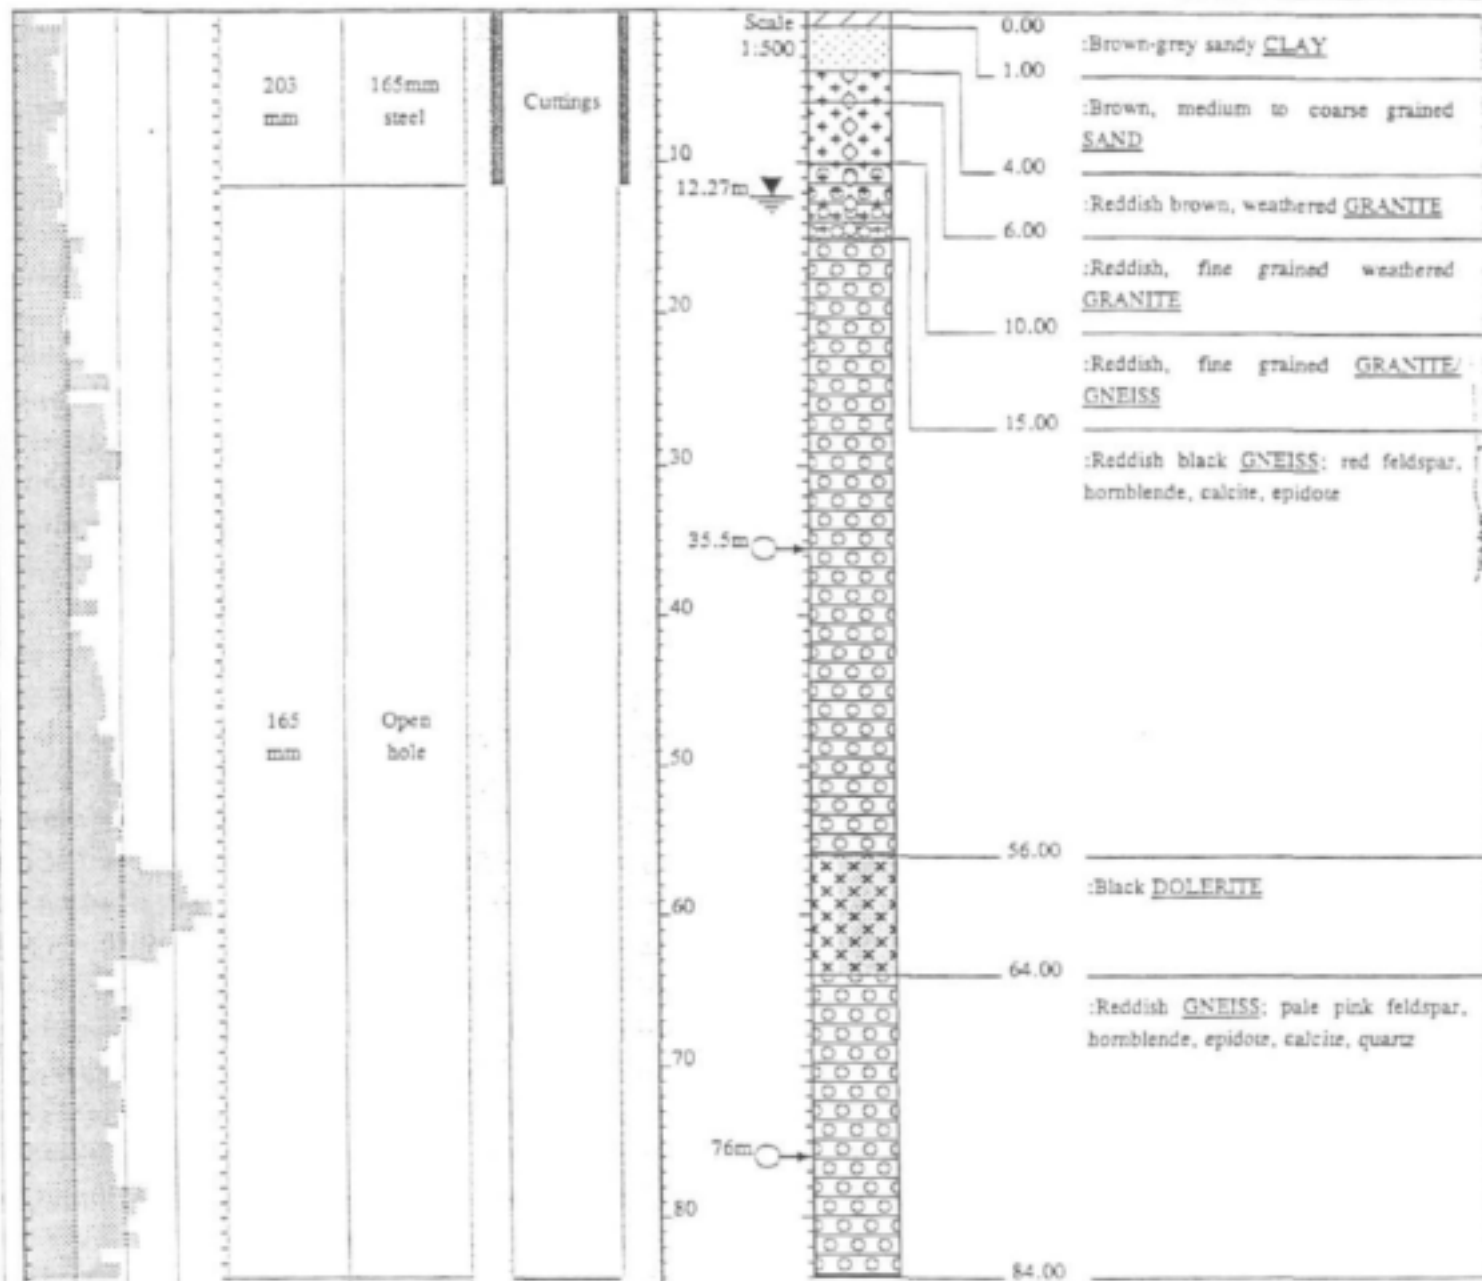 Scale
1:500
203
mm
165mm
steel
Cuttings
165
mm
Open
hole
10
20
30
40
50
60
70
80
12.27m
35.5m
76m
0.00
:Brown-grey sandy CLAY
1.00
:Brown, medium to coarse grained
SAND
4.00
:Reddish brown, weathered GRANITE
6.00
:Reddish, fine grained weathered
GRANITE
10.00
:Reddish, fine grained GRANITE/
GNEISS
15.00
:Reddish black GNEISS; red feldspar,
hornblende, calcite, epidote
56.00
:Black DOLERITE
64.00
:Reddish GNEISS; pale pink feldspar,
hornblende, epidote, calcite, quartz
84.00